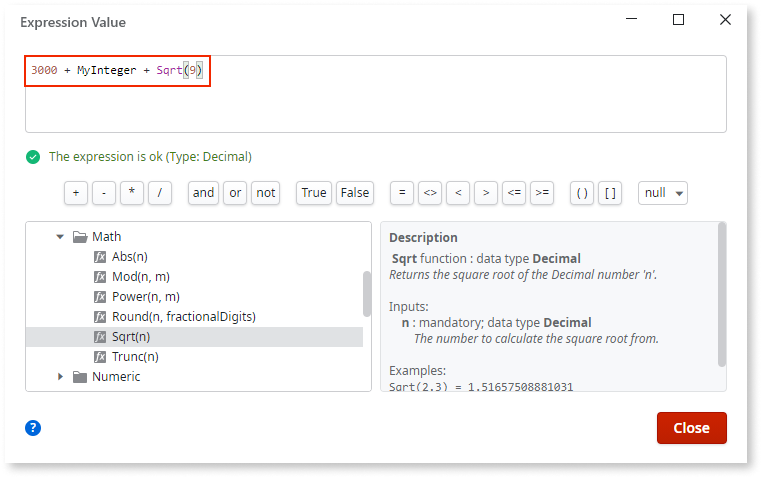 Expression Value
3000 + MyInteger + Sqrt(9)
The expression is ok (Type: Decimal)
+ - * / and or not True False = <> < > <= >= ( ) [ ] null
Math
Abs(n)
Mod(n, m)
Power(n, m)
Round(n, fractionalDigits)
Sqrt(n)
Trunc(n)
Numeric
Description
Sqrt function : data type Decimal
Returns the square root of the Decimal number 'n'.
Inputs:
n : mandatory; data type Decimal
The number to calculate the square root from.
Examples:
Sqrt(2.3) = 1.51657508881031
?
Close